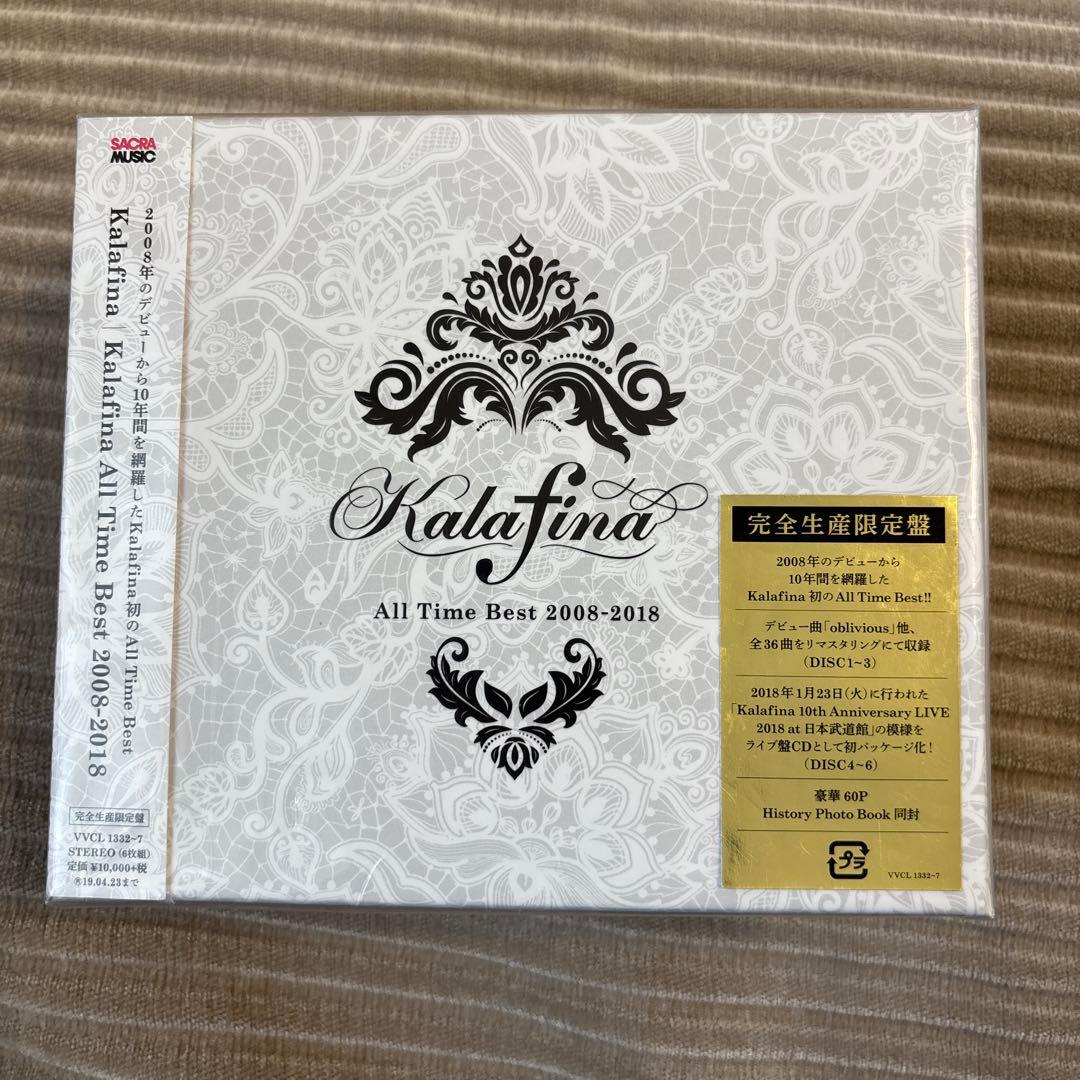 SACRA
MUSIC
2008年のデビューから10年間を網羅したKalafina初のAll Time Best
Kalafina | Kalafina All Time Best 2008-2018
完全生産限定盤
VVCL 1332~7
STEREO (6枚組)
定価 ¥10,000+税
Ⓡ19.04.23まで
Kalafina
All Time Best 2008-2018
完全生産限定盤
2008年のデビューから
10年間を網羅した
Kalafina 初の All Time Best!!
デビュー曲「oblivious」他、
全36曲をリマスタリングにて収録
(DISC1~3)
2018年1月23日(火)に行われた
「Kalafina 10th Anniversary LIVE
2018 at 日本武道館」の模様を
ライブ盤CDとして初パッケージ化!
(DISC4~6)
豪華 60P
History Photo Book 同封
プラ
VVCL 1332~7